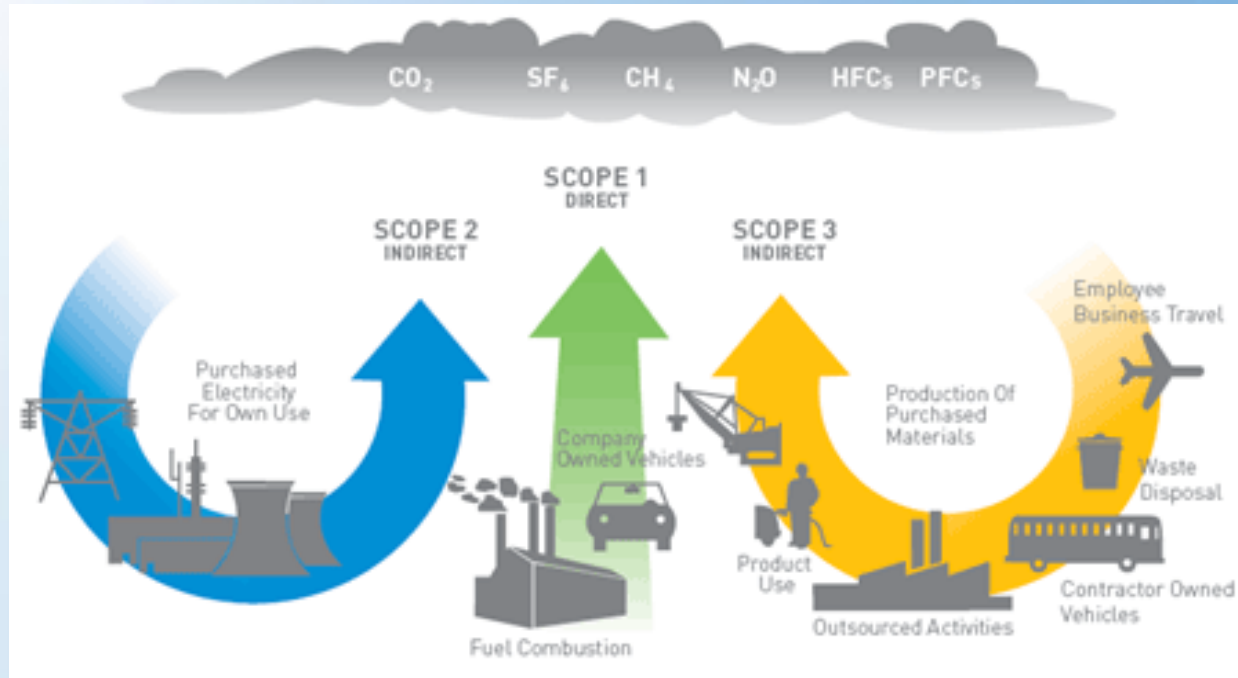 CO₂ SF₆ CH₄ N₂O HFCs PFCs
SCOPE 1
DIRECT
SCOPE 2
INDIRECT
SCOPE 3
INDIRECT
Purchased
Electricity
For Own Use
Company
Owned Vehicles
Fuel Combustion
Employee
Business Travel
Production Of
Purchased
Materials
Waste
Disposal
Product
Use
Contractor Owned
Vehicles
Outsourced Activities